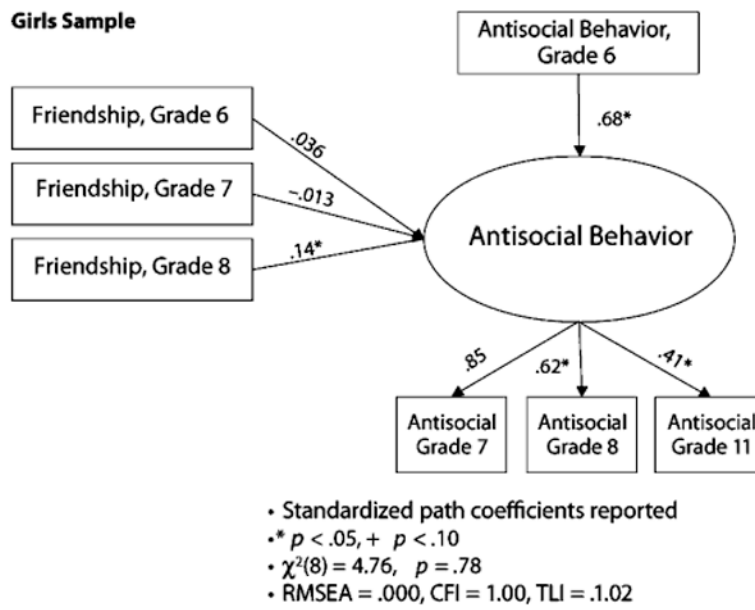 Girls Sample
Antisocial Behavior,
Grade 6
Friendship, Grade 6
.68*
.036
Friendship, Grade 7
–.013
Antisocial Behavior
Friendship, Grade 8
.14*
.85
.62*
.41*
Antisocial
Grade 7
Antisocial
Grade 8
Antisocial
Grade 11
• Standardized path coefficients reported
•* p < .05, + p < .10
• χ²(8) = 4.76, p = .78
• RMSEA = .000, CFI = 1.00, TLI = .1.02